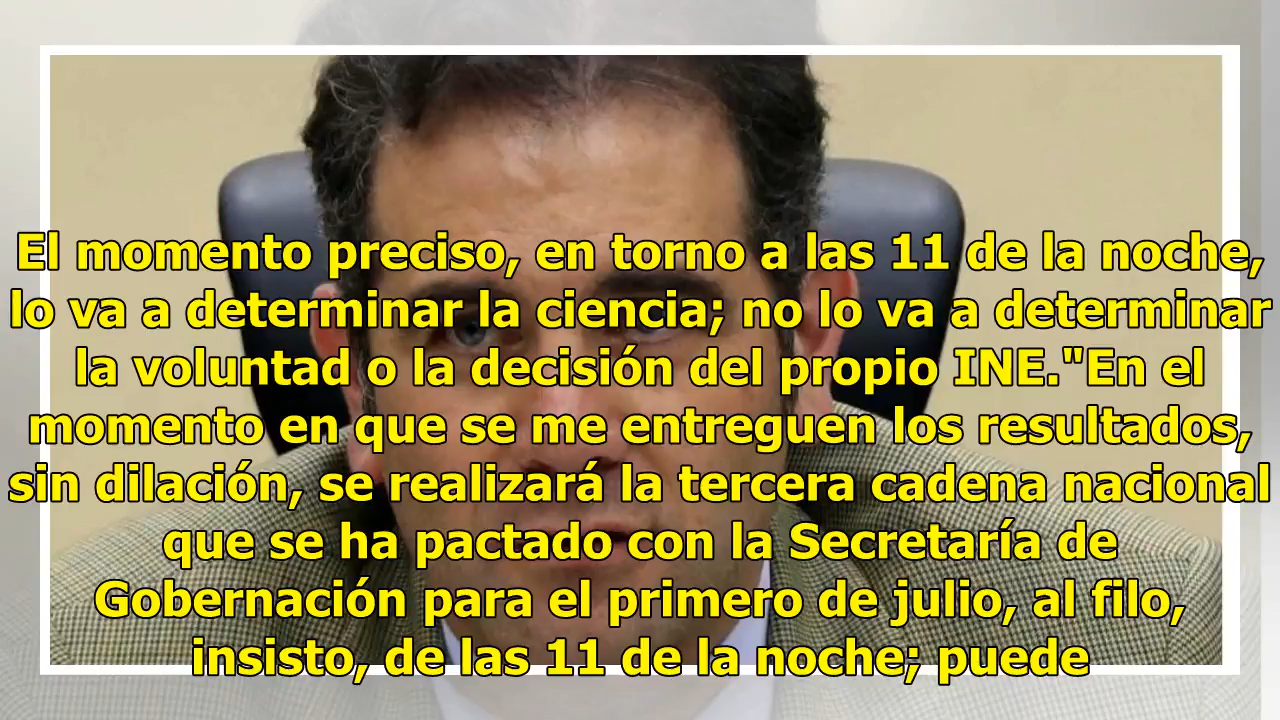 El momento preciso, en torno a las 11 de la noche,
lo va a determinar la ciencia; no lo va a determinar
la voluntad o la decisión del propio INE."En el
momento en que se me entreguen los resultados,
sin dilación, se realizará la tercera cadena nacional
que se ha pactado con la Secretaría de
Gobernación para el primero de julio, al filo,
insisto, de las 11 de la noche; puede